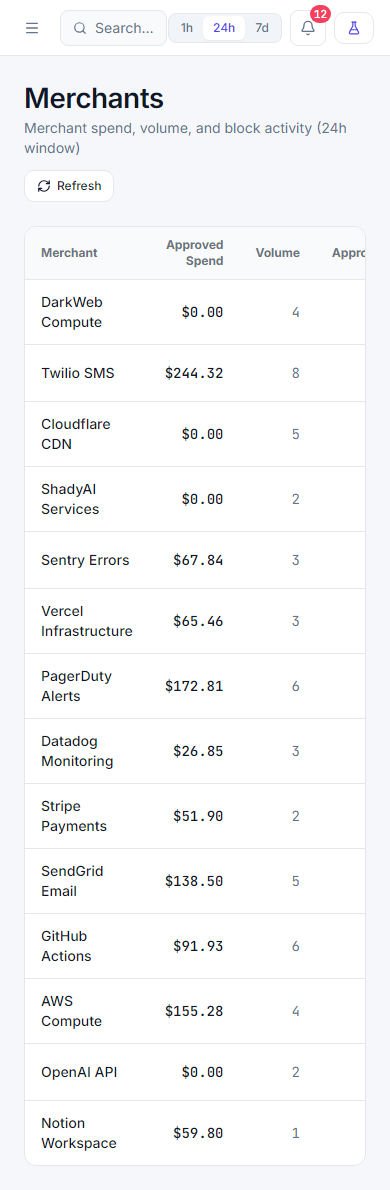 Search...
1h
24h
7d
12
Merchants
Merchant spend, volume, and block activity (24h
window)
Refresh
Merchant
Approved
Spend
Volume
Appro
DarkWeb
Compute
$0.00
4
Twilio SMS
$244.32
8
Cloudflare
CDN
$0.00
5
ShadyAI
Services
$0.00
2
Sentry Errors
$67.84
3
Vercel
Infrastructure
$65.46
3
PagerDuty
Alerts
$172.81
6
Datadog
Monitoring
$26.85
3
Stripe
Payments
$51.90
2
SendGrid
Email
$138.50
5
GitHub
Actions
$91.93
6
AWS
Compute
$155.28
4
OpenAI API
$0.00
2
Notion
Workspace
$59.80
1